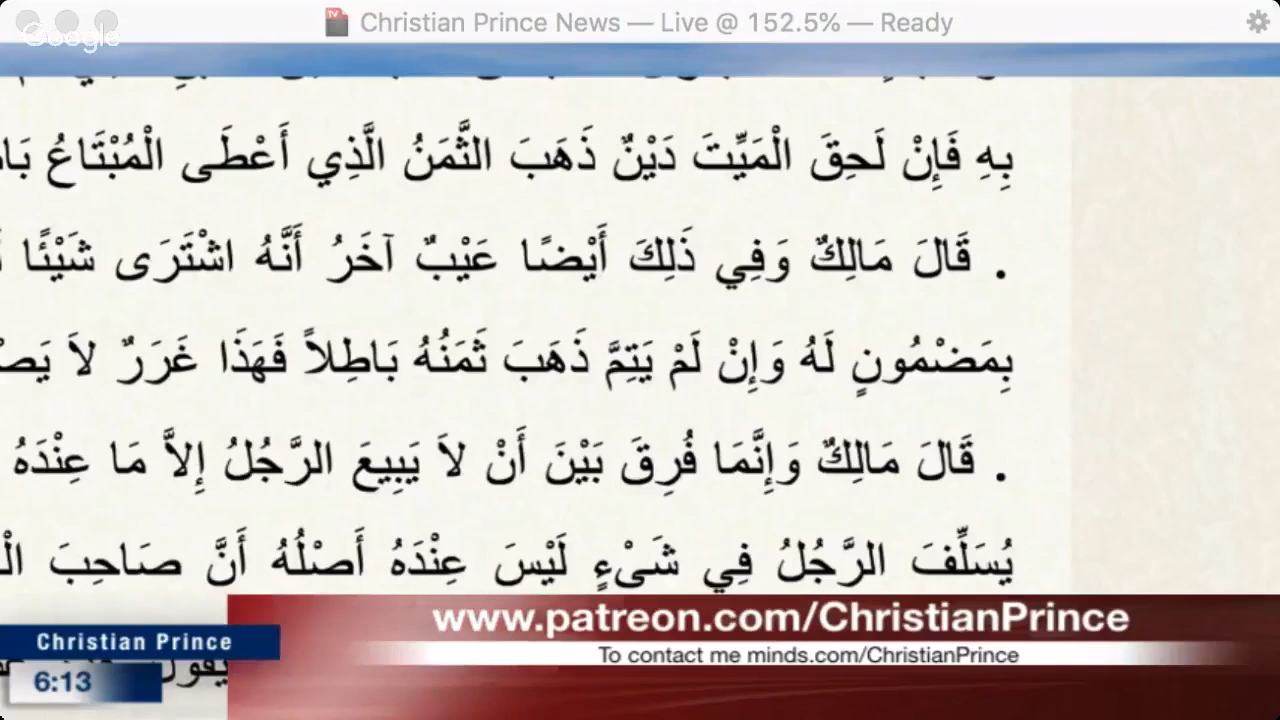 Christian Prince News — Live @ 152.5% — Ready
Google
بِهِ فَإِنْ لَحِقَ الْمَيِّتَ دَيْنٌ ذَهَبَ الثَّمَنُ الَّذِي أَعْطَى الْمُبْتَاعُ
. قَالَ مَالِكٌ وَفِي ذَلِكَ أَيْضًا عَيْبٌ آخَرُ أَنَّهُ اشْتَرَى شَيْئًا
بِمَضْمُونٍ لَهُ وَإِنْ لَمْ يَتِمَّ ذَهَبَ ثَمَنُهُ بَاطِلاً فَهَذَا غَرَرٌ لاَ
. قَالَ مَالِكٌ وَإِنَّمَا فُرِقَ بَيْنَ أَنْ لاَ يَبِيعَ الرَّجُلُ إِلاَّ مَا عِنْدَهُ
يُسَلِّفَ الرَّجُلُ فِي شَىْءٍ لَيْسَ عِنْدَهُ أَصْلُهُ أَنَّ صَاحِبَ
www.patreon.com/ChristianPrince
Christian Prince
To contact me minds.com/ChristianPrince
6:13